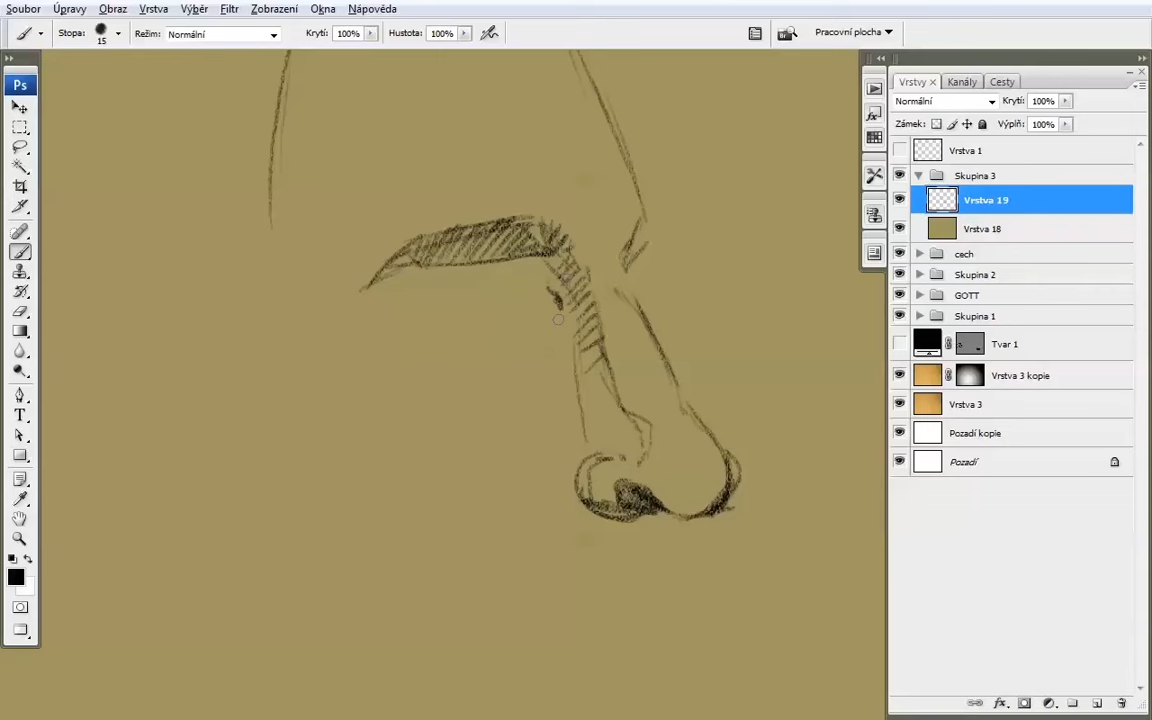 Soubor Úpravy Obraz Vrstva Výběr Filtr Zobrazení Okna Nápověda
Stopa: 15 Režim: Normální Krytí: 100% Hustota: 100% Pracovní plocha
Ps
Vrstvy Kanály Cesty
Normální Krytí: 100%
Zámek: Výplň: 100%
Vrstva 1
Skupina 3
Vrstva 19
Vrstva 18
cech
Skupina 2
GOTT
Skupina 1
Tvar 1
Vrstva 3 kopie
Vrstva 3
Pozadí kopie
Pozadí
T
fx